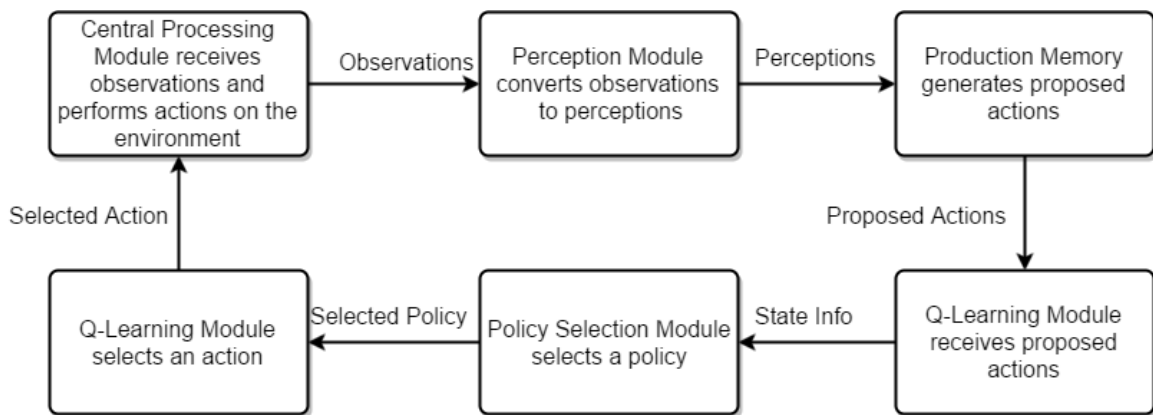 Central Processing
Module receives
observations and
performs actions on the
environment
Observations
Perception Module
converts observations
to perceptions
Perceptions
Production Memory
generates proposed
actions
Selected Action
Proposed Actions
Q-Learning Module
selects an action
Selected Policy
Policy Selection Module
selects a policy
State Info
Q-Learning Module
receives proposed
actions